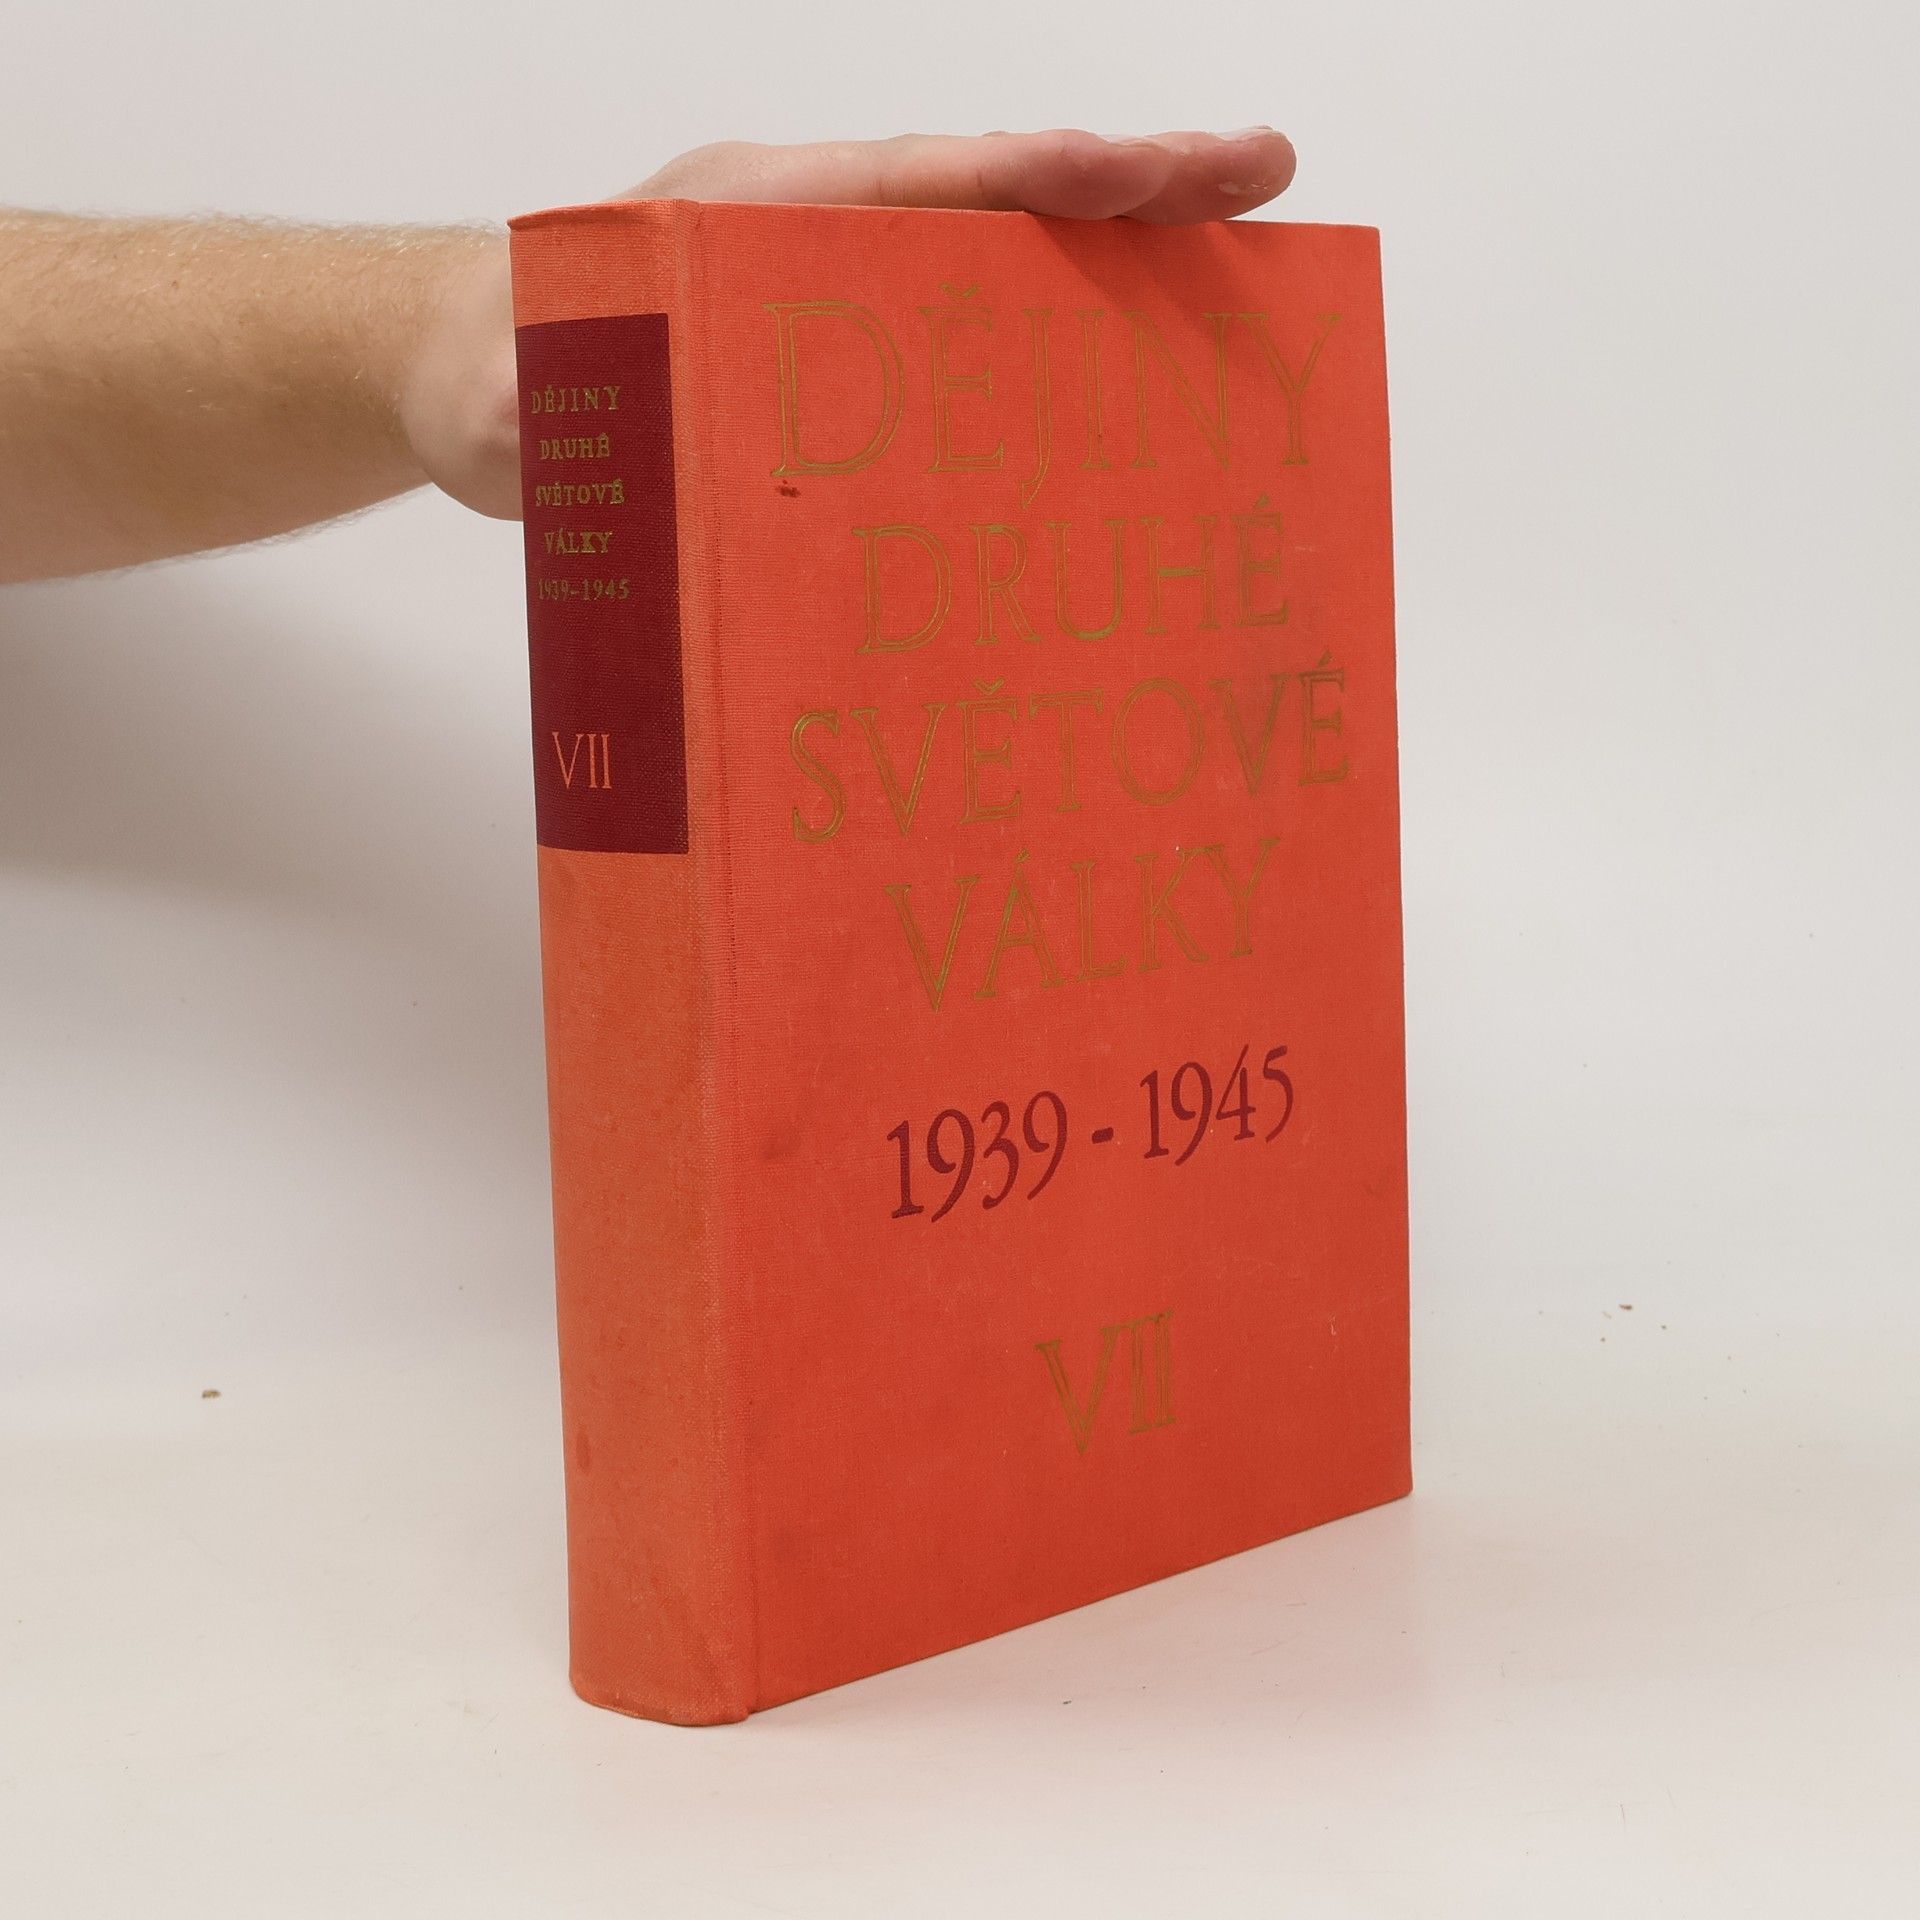 DĚJINY
DRUHÉ
SVĚTOVÉ
VÁLKY
1939–1945
VII
DĚJINY
DRUHÉ
SVĚTOVÉ
VÁLKY
1939-1945
VII